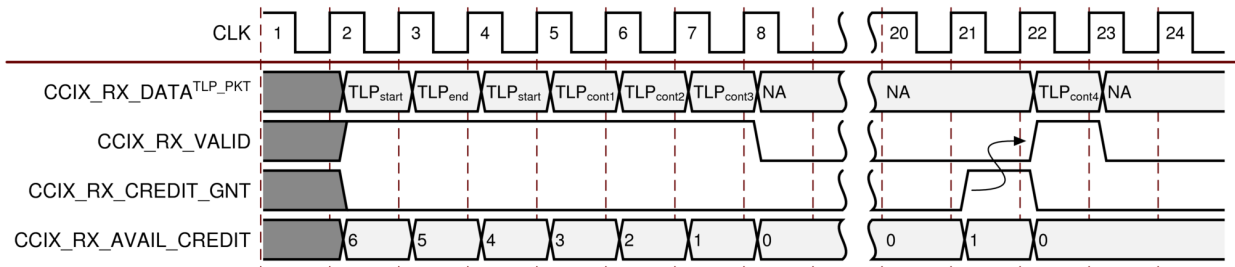 CLK 1 2 3 4 5 6 7 8 20 21 22 23 24
CCIX_RX_DATA^TLP_PKT TLP_start TLP_end TLP_start TLP_cont1 TLP_cont2 TLP_cont3 NA NA TLP_cont4 NA
CCIX_RX_VALID
CCIX_RX_CREDIT_GNT
CCIX_RX_AVAIL_CREDIT 6 5 4 3 2 1 0 0 1 0